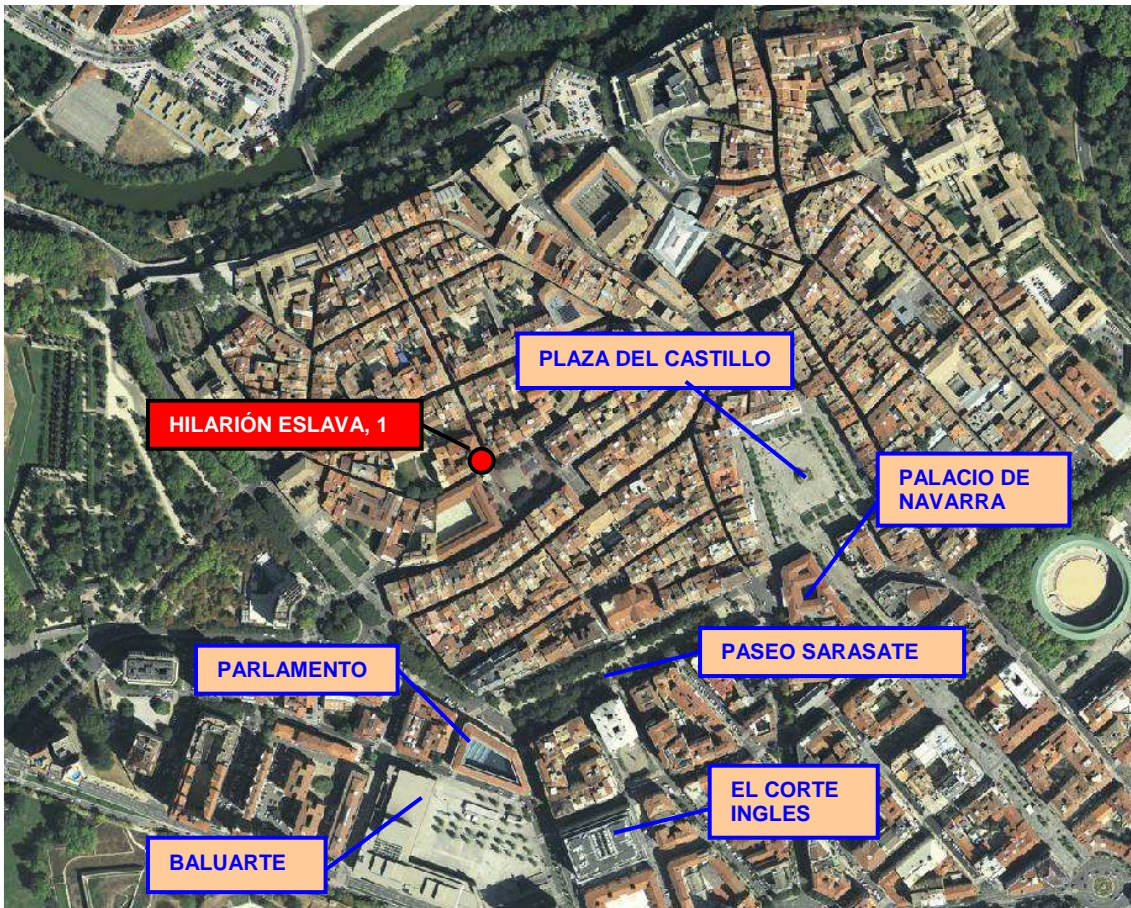 PLAZA DEL CASTILLO
HILARIÓN ESLAVA, 1
PALACIO DE
NAVARRA
PASEO SARASATE
PARLAMENTO
EL CORTE
INGLES
BALUARTE